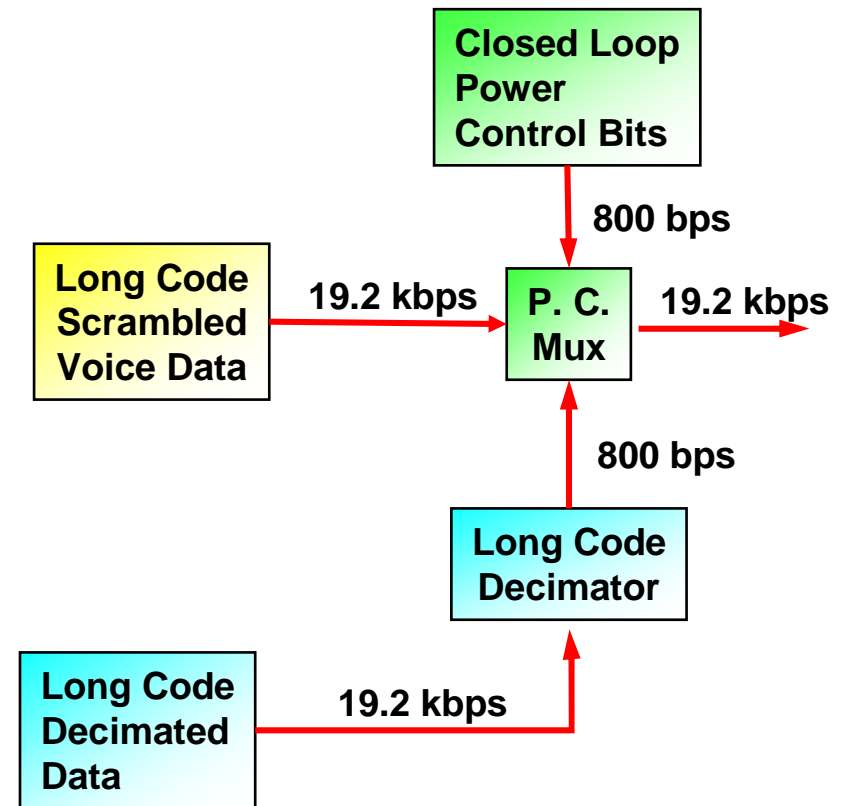 Closed Loop
Power
Control Bits
800 bps
Long Code
Scrambled
Voice Data
19.2 kbps
P. C.
Mux
19.2 kbps
800 bps
Long Code
Decimator
Long Code
Decimated
Data
19.2 kbps